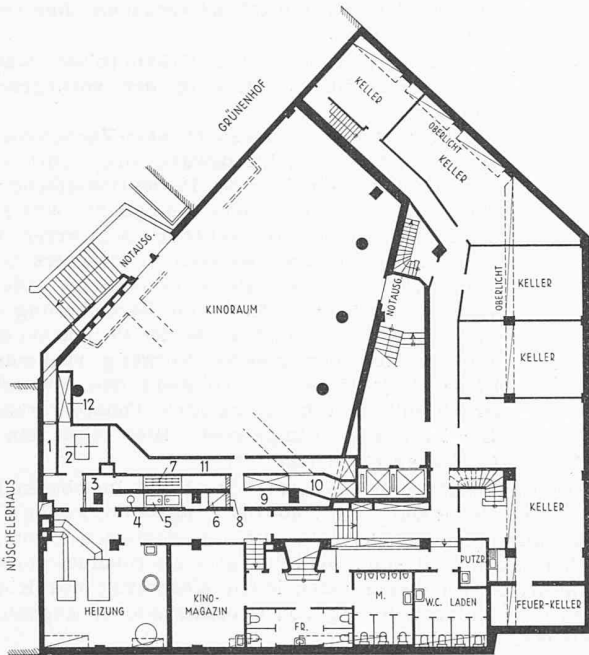 GRÜNENHOF
KELLER
OBERLICHT
KELLER
NOTAUSG.
KINORAUM
NOTAUSG.
OBERLICHT
KELLER
KELLER
12
1
2
3
7
11
4
5
6
8
9
10
KELLER
NÜSCHELERHAUS
HEIZUNG
KINO-
MAGAZIN
FR.
M.
W.C. LADEN
PUTZR.
FEUER-KELLER